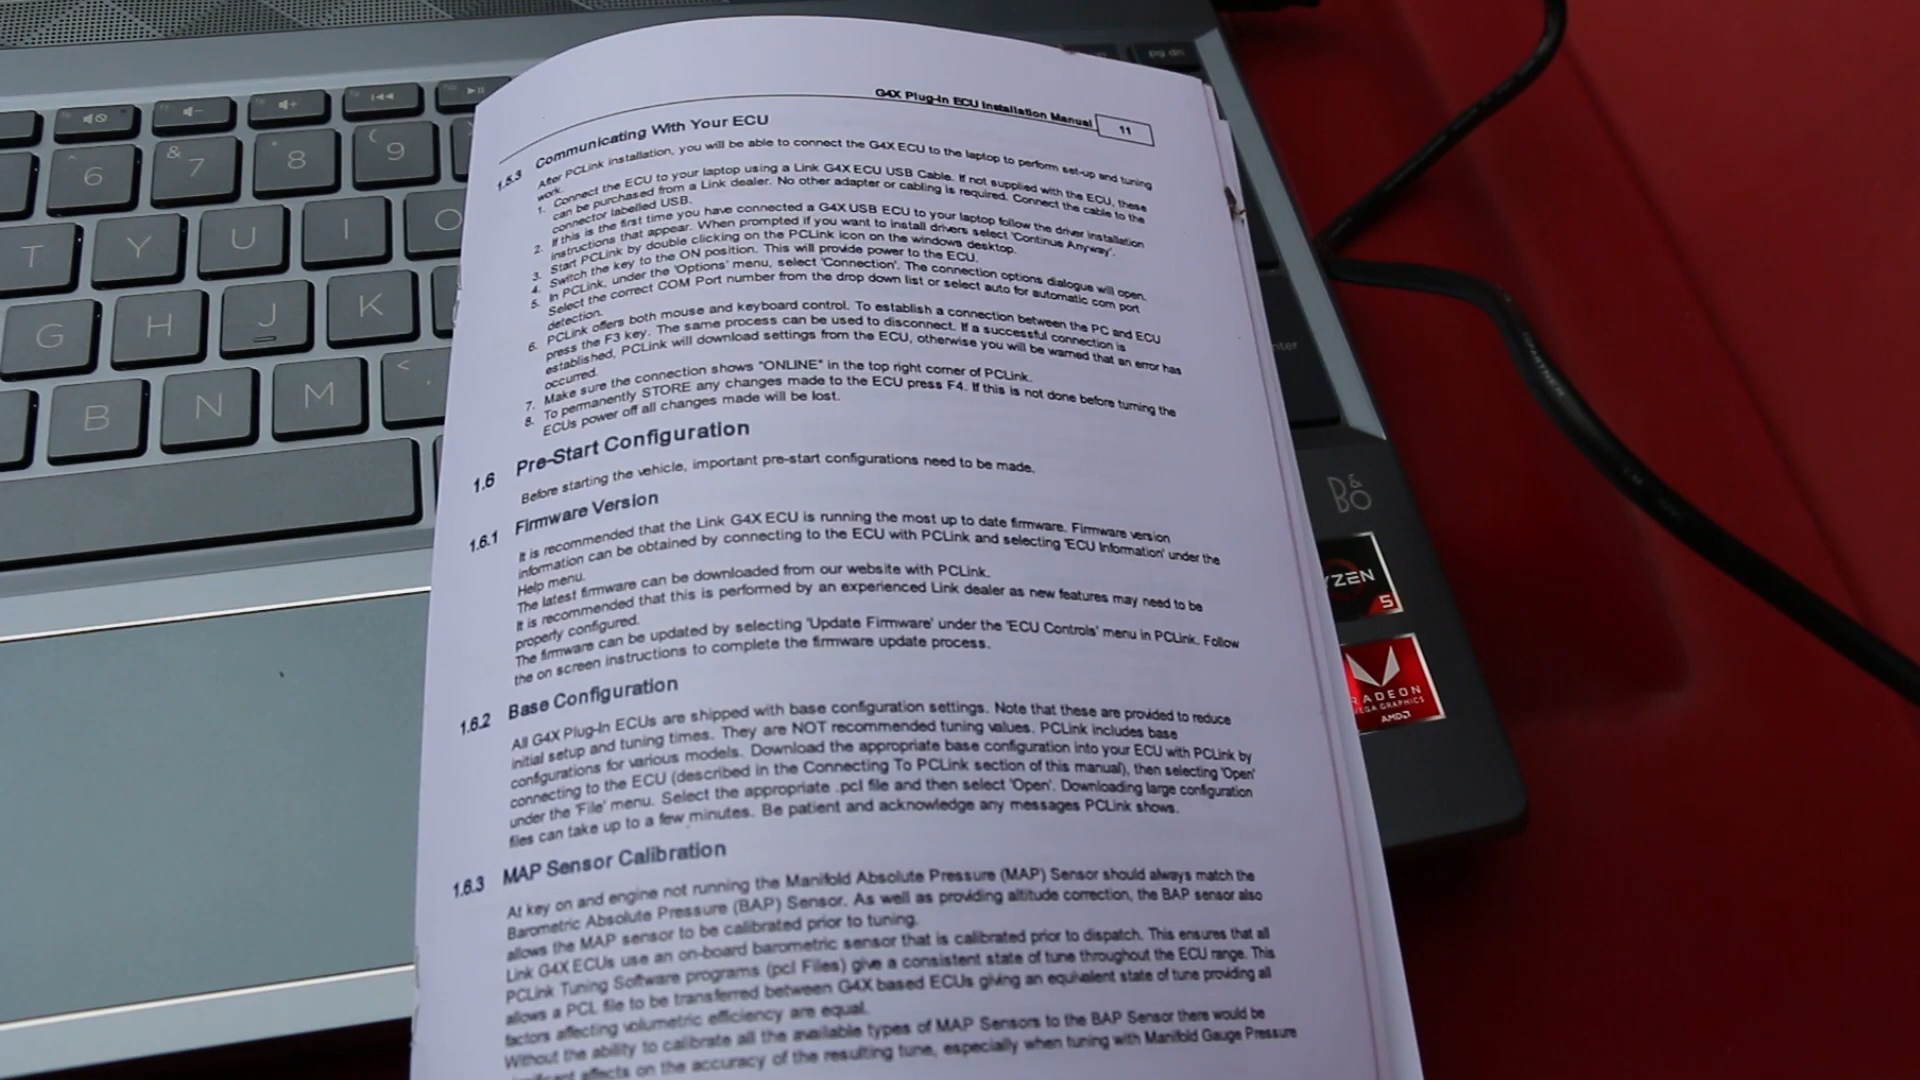 G4X Plug-In ECU Installation Manual 11
1.5.3 Communicating With Your ECU
After PCLink installation, you will be able to connect the G4X ECU to the laptop to perform set-up and tuning
work.
1. Connect the ECU to your laptop using a Link G4X ECU USB Cable. If not supplied with the ECU, these
can be purchased from a Link dealer. No other adapter or cabling is required. Connect the cable to the
connector labelled USB.
2. If this is the first time you have connected a G4X USB ECU to your laptop follow the driver installation
instructions that appear. When prompted if you want to install drivers select 'Continue Anyway'.
3. Start PCLink by double clicking on the PCLink icon on the windows desktop.
4. Switch the key to the ON position. This will provide power to the ECU.
5. In PCLink, under the 'Options' menu, select 'Connection'. The connection options dialogue will open.
Select the correct COM Port number from the drop down list or select auto for automatic com port
detection.
6. PCLink offers both mouse and keyboard control. To establish a connection between the PC and ECU
press the F3 key. The same process can be used to disconnect. If a successful connection is
established, PCLink will download settings from the ECU, otherwise you will be warned that an error has
occurred.
7. Make sure the connection shows "ONLINE" in the top right corner of PCLink.
8. To permanently STORE any changes made to the ECU press F4. If this is not done before turning the
ECUs power off all changes made will be lost.
1.6 Pre-Start Configuration
Before starting the vehicle, important pre-start configurations need to be made.
1.6.1 Firmware Version
It is recommended that the Link G4X ECU is running the most up to date firmware. Firmware version
information can be obtained by connecting to the ECU with PCLink and selecting 'ECU Information' under the
Help menu.
The latest firmware can be downloaded from our website with PCLink.
It is recommended that this is performed by an experienced Link dealer as new features may need to be
properly configured.
The firmware can be updated by selecting 'Update Firmware' under the 'ECU Controls' menu in PCLink. Follow
the on screen instructions to complete the firmware update process.
1.6.2 Base Configuration
All G4X Plug-In ECUs are shipped with base configuration settings. Note that these are provided to reduce
initial setup and tuning times. They are NOT recommended tuning values. PCLink includes base
configurations for various models. Download the appropriate base configuration into your ECU with PCLink by
connecting to the ECU (described in the Connecting To PCLink section of this manual), then selecting 'Open'
under the 'File' menu. Select the appropriate .pcl file and then select 'Open'. Downloading large configuration
files can take up to a few minutes. Be patient and acknowledge any messages PCLink shows.
1.6.3 MAP Sensor Calibration
At key on and engine not running the Manifold Absolute Pressure (MAP) Sensor should always match the
Barometric Absolute Pressure (BAP) Sensor. As well as providing altitude correction, the BAP sensor also
allows the MAP sensor to be calibrated prior to tuning.
Link G4X ECUs use an on-board barometric sensor that is calibrated prior to dispatch. This ensures that all
PCLink Tuning Software programs (pcl Files) give a consistent state of tune throughout the ECU range. This
allows a PCL file to be transferred between G4X based ECUs giving an equivalent state of tune providing all
factors affecting volumetric efficiency are equal.
Without the ability to calibrate all the available types of MAP Sensors to the BAP Sensor there would be
significant effects on the accuracy of the resulting tune, especially when tuning with Manifold Gauge Pressure
pg dn
6 & 7 * 8 ( 9
T Y U I O
G H J K
B N M <
enter
B&O
RYZEN
5
RADEON
VEGA GRAPHICS
AMD